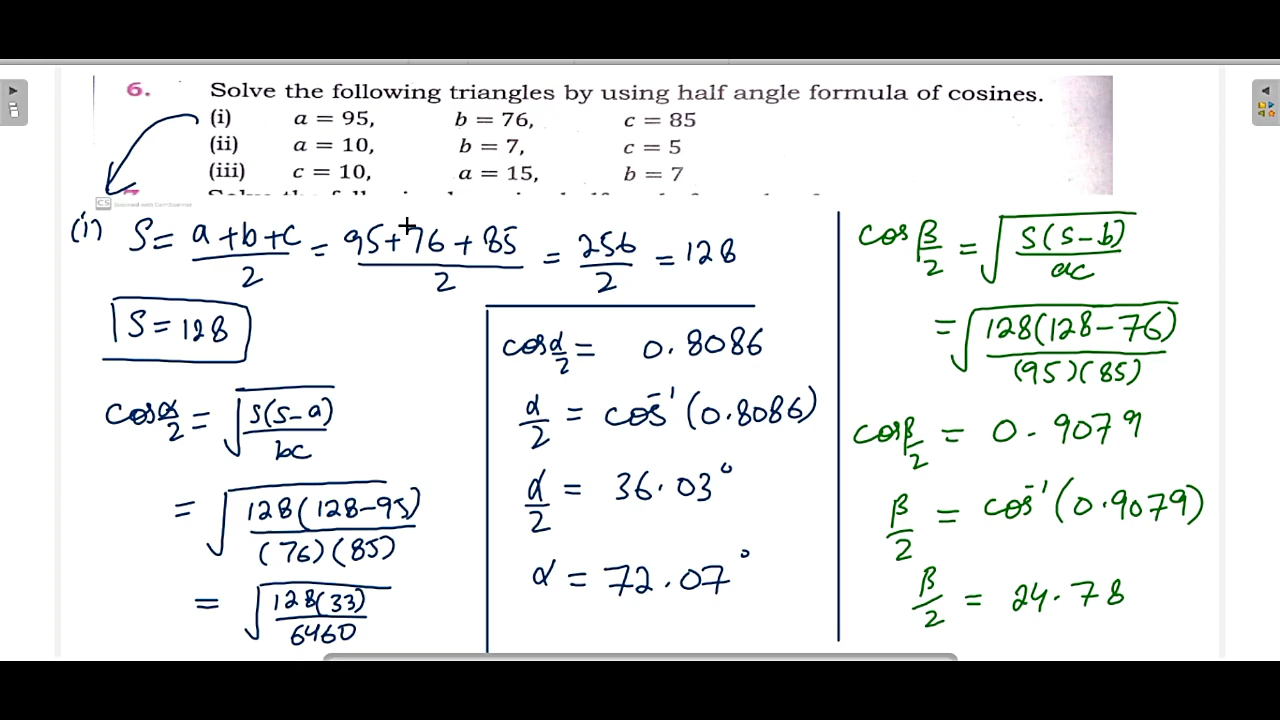 6. Solve the following triangles by using half angle formula of cosines.
(i) a = 95, b = 76, c = 85
(ii) a = 10, b = 7, c = 5
(iii) c = 10, a = 15, b = 7
CS Scanned with CamScanner
(i) S = a+b+c/2 = 95+76+85/2 = 256/2 = 128
S = 128
cos α/2 = √(s(s-a)/bc)
= √(128(128-95)/(76)(85))
= √(128(33)/6460)
cos α/2 = 0.8086
α/2 = cos⁻¹(0.8086)
α/2 = 36.03°
α = 72.07°
cos β/2 = √(s(s-b)/ac)
= √(128(128-76)/(95)(85))
cos β/2 = 0.9079
β/2 = cos⁻¹(0.9079)
β/2 = 24.78